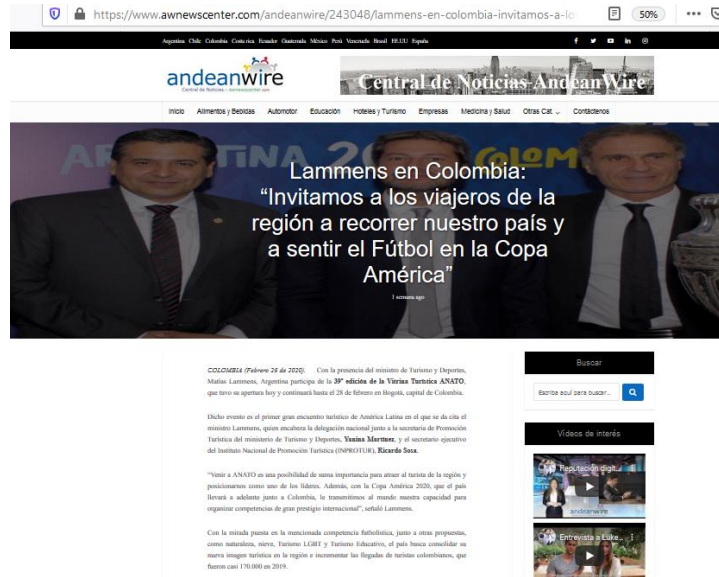 https://www.awnewscenter.com/andeanwire/243048/lammens-en-colombia-invitamos-a-lo
50%
Argentina Chile Colombia Costa rica Ecuador Guatemala México Perú Venezuela Brasil EE.UU España
andeanwire
Central de Noticias - awnewscenter.com
Central de Noticias AndeanWire
Inicio Alimentos y Bebidas Automotor Educación Hoteles y Turismo Empresas Medicina y Salud Otras Cat. Contáctenos
Lammens en Colombia:
“Invitamos a los viajeros de la
región a recorrer nuestro país y
a sentir el Fútbol en la Copa
América”
1 semana ago
COLOMBIA (Febrero 26 de 2020). Con la presencia del ministro de Turismo y Deportes,
Matías Lammens, Argentina participa de la 39° edición de la Vitrina Turística ANATO,
que tuvo su apertura hoy y continuará hasta el 28 de febrero en Bogotá, capital de Colombia.
Dicho evento es el primer gran encuentro turístico de América Latina en el que se da cita el
ministro Lammens, quien encabeza la delegación nacional junto a la secretaria de Promoción
Turística del ministerio de Turismo y Deportes, Yanina Martínez, y el secretario ejecutivo
del Instituto Nacional de Promoción Turística (INPROTUR), Ricardo Sosa.
“Venir a ANATO es una posibilidad de suma importancia para atraer al turista de la región y
posicionarnos como uno de los líderes. Además, con la Copa América 2020, que el país
llevará a adelante junto a Colombia, le transmitimos al mundo nuestra capacidad para
organizar competencias de gran prestigio internacional”, señaló Lammens.
Con la mirada puesta en la mencionada competencia futbolística, junto a otras propuestas,
como naturaleza, nieve, Turismo LGBT y Turismo Educativo, el país busca consolidar su
nueva imagen turística en la región e incrementar las llegadas de turistas colombianos, que
fueron casi 170.000 en 2019.
Buscar
Escriba aquí para buscar...
Vídeos de interés
Reputación digit...
andeanwire
Entrevista a Luke...